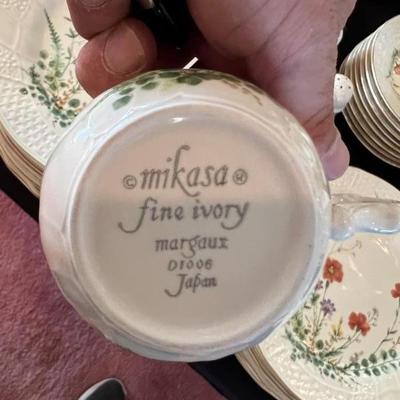 ©mikasa®
fine ivory
margaux
D1006
Japan